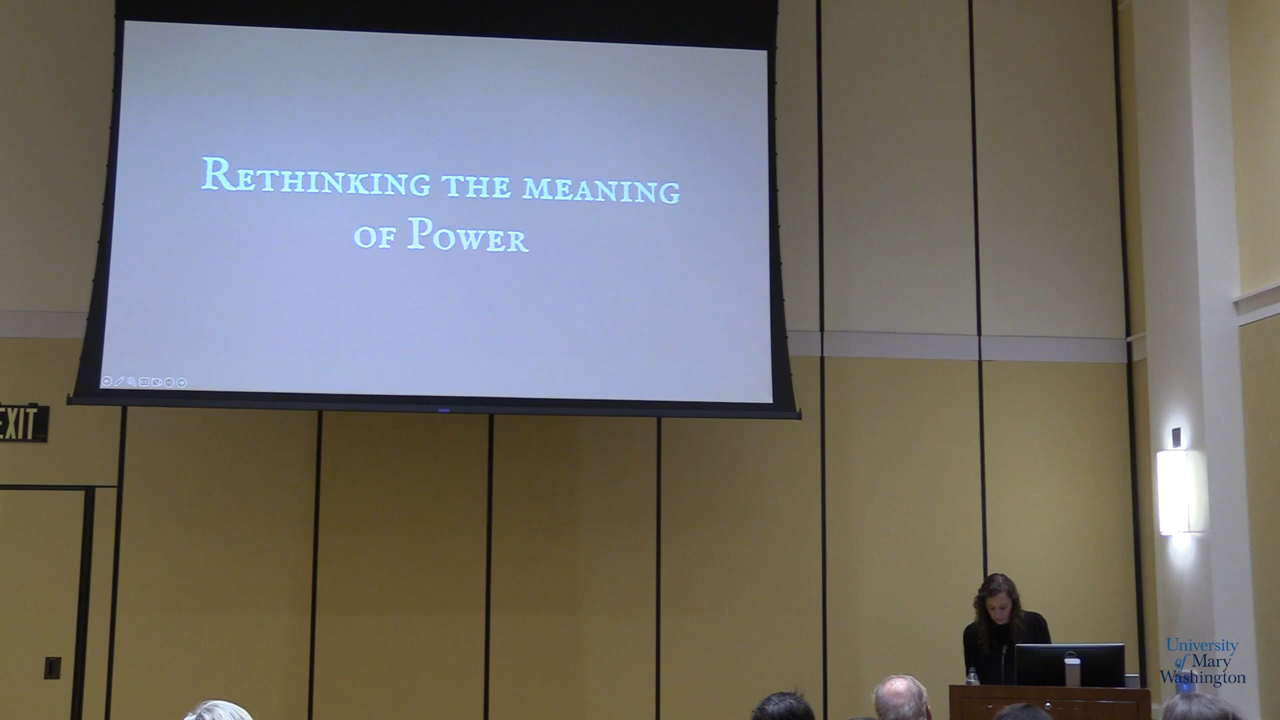 Rethinking the meaning
of Power
EXIT
University
of Mary
Washington